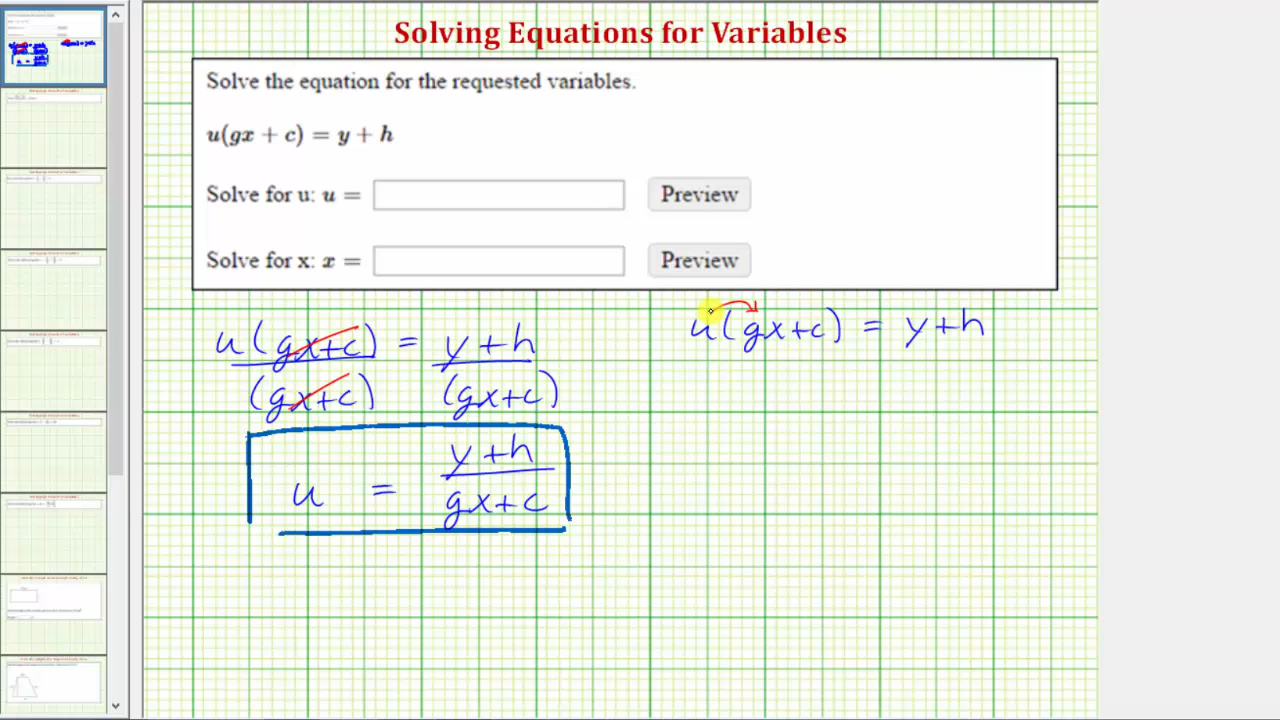 Solving Equations for Variables
Solve the equation for the requested variables.
u(gx + c) = y + h
Solve for u: u =
Preview
Solve for x: x =
Preview
u(gx+c) = y+h
(gx+c) (gx+c)
u = y+h
gx+c
u(gx+c) = y+h